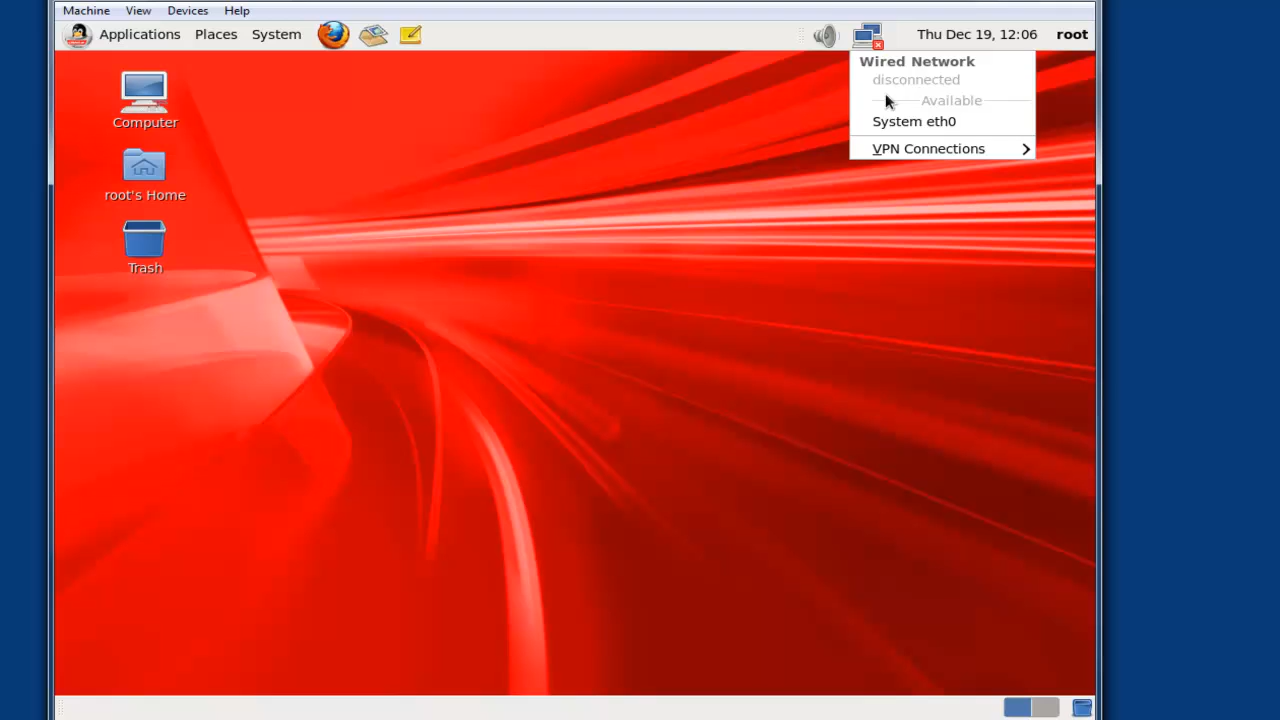 Machine View Devices Help
Applications Places System Thu Dec 19, 12:06 root
Wired Network
disconnected
Available
System eth0
VPN Connections
Computer
root's Home
Trash